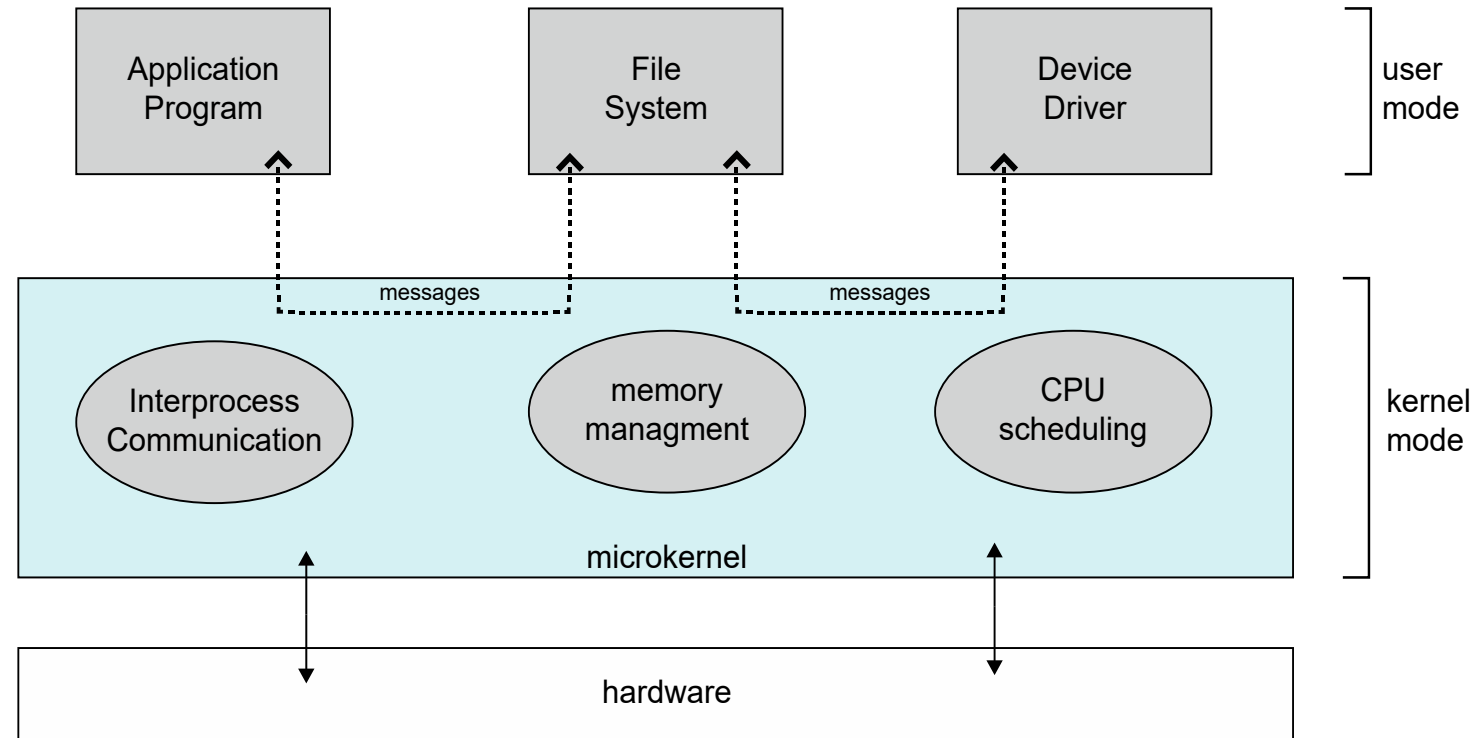 Application
Program
File
System
Device
Driver
user
mode
messages
messages
Interprocess
Communication
memory
managment
CPU
scheduling
kernel
mode
microkernel
hardware